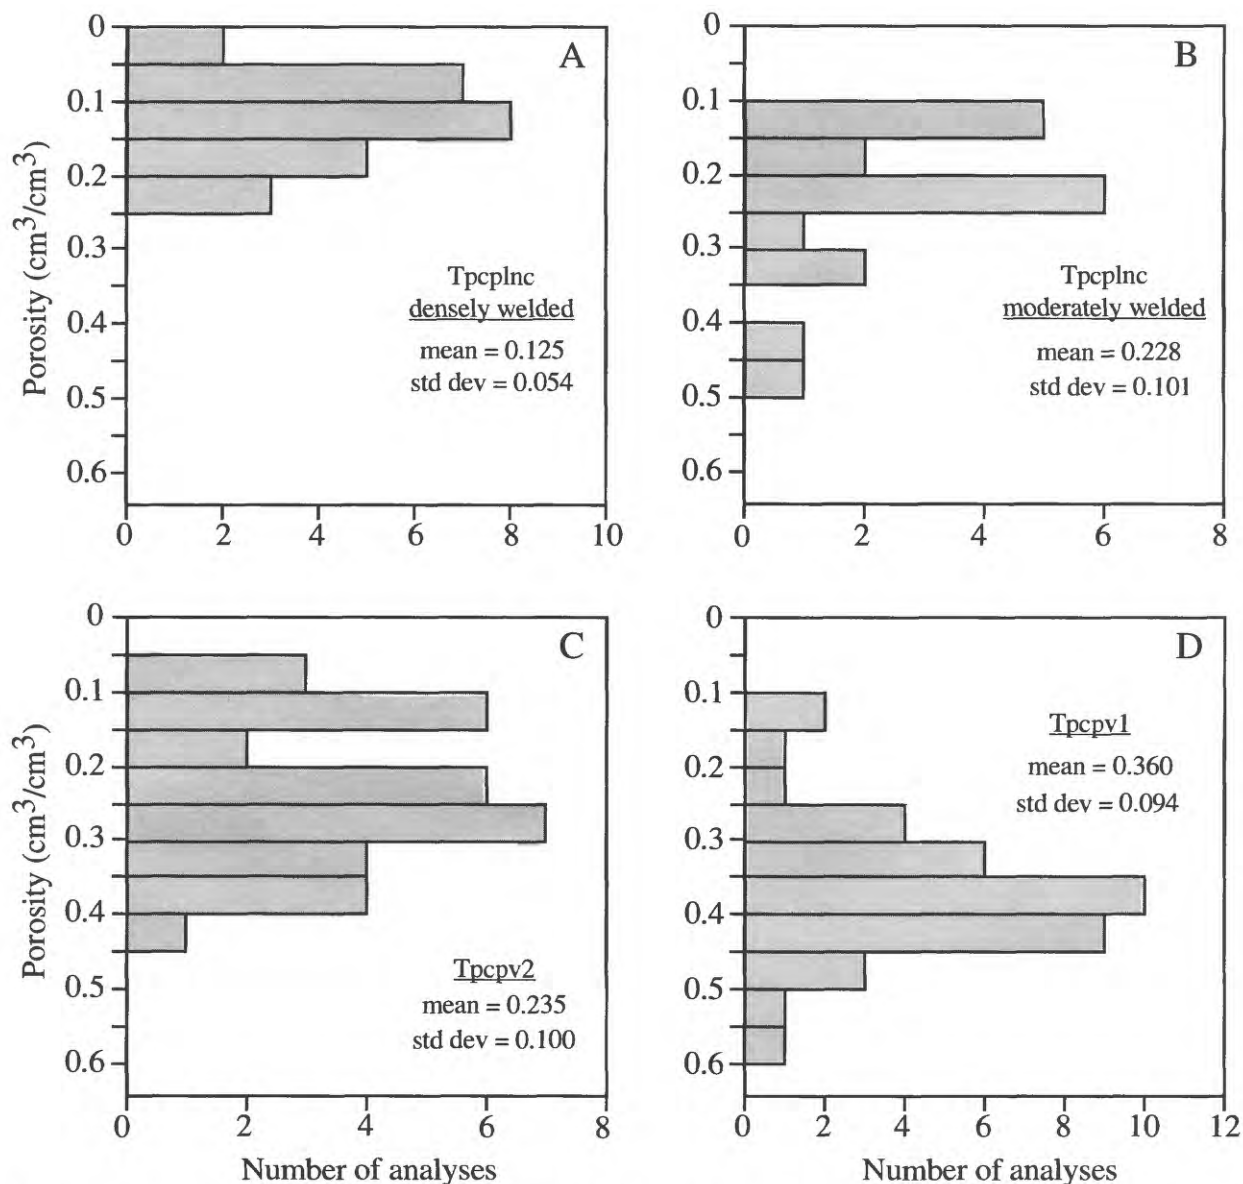 A
Porosity (cm³/cm³)
0
0.1
0.2
0.3
0.4
0.5
0.6
Tpcplnc
densely welded
mean = 0.125
std dev = 0.054
0 2 4 6 8 10
B
0
0.1
0.2
0.3
0.4
0.5
0.6
Tpcplnc
moderately welded
mean = 0.228
std dev = 0.101
0 2 4 6 8
C
Porosity (cm³/cm³)
0
0.1
0.2
0.3
0.4
0.5
0.6
Tpcpv2
mean = 0.235
std dev = 0.100
0 2 4 6 8
Number of analyses
D
0
0.1
0.2
0.3
0.4
0.5
0.6
Tpcpv1
mean = 0.360
std dev = 0.094
0 2 4 6 8 10 12
Number of analyses